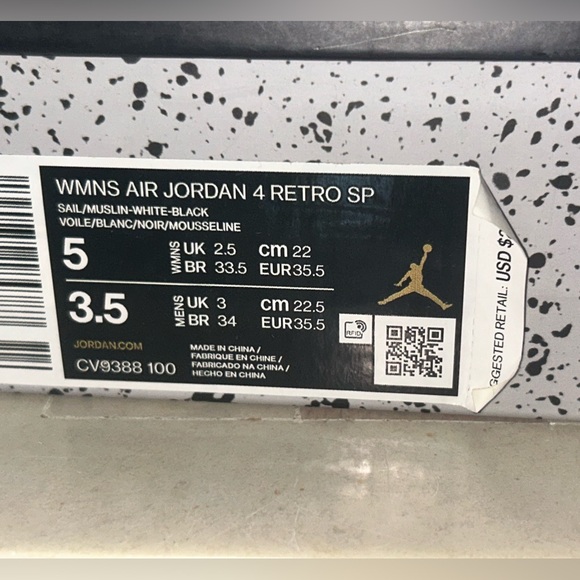 WMNS AIR JORDAN 4 RETRO SP
SAIL/MUSLIN-WHITE-BLACK
VOILE/BLANC/NOIR/MOUSSELINE
5 WMNS UK 2.5 cm 22
BR 33.5 EUR 35.5
3.5 MENS UK 3 cm 22.5
BR 34 EUR 35.5
JORDAN.COM
CV9388 100
MADE IN CHINA /
FABRIQUE EN CHINE /
FABRICADO NA CHINA /
HECHO EN CHINA
RFID
GGESTED RETAIL: USD $